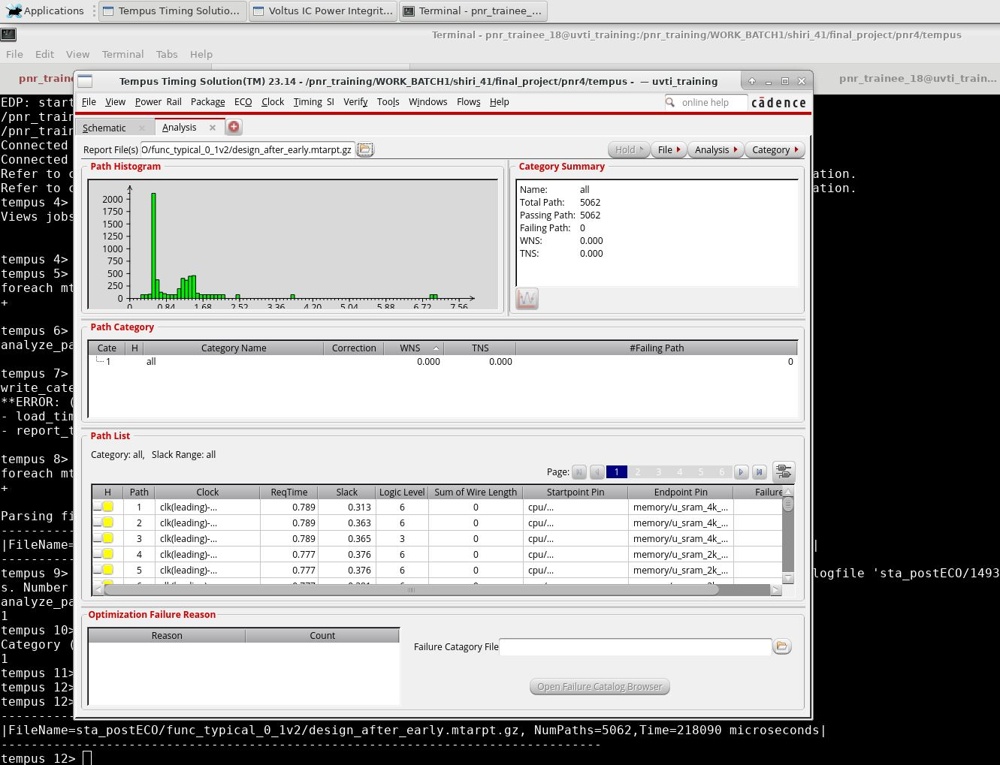 Applications
Tempus Timing Solutio...
Voltus IC Power Integrit...
Terminal - pnr_trainee_...
Terminal - pnr_trainee_18@uvti_training:/pnr_training/WORK_BATCH1/shiri_41/final_project/pnr4/tempus
File Edit View Terminal Tabs Help
pnr_train
pnr_trainee_18@uvti_train...
Tempus Timing Solution(TM) 23.14 - /pnr_training/WORK_BATCH1/shiri_41/final_project/pnr4/tempus - — uvti_training
File View Power Rail Package ECO Clock Timing SI Verify Tools Windows Flows Help
online help
cādence
Schematic
Analysis
Report File(s) O/func_typical_0_1v2/design_after_early.mtarpt.gz
Hold File Analysis Category
Path Histogram
2000
1750
1500
1250
1000
750
500
250
0
0 0.84 1.68 2.52 3.36 4.20 5.04 5.88 6.72 7.56
Category Summary
Name: all
Total Path: 5062
Passing Path: 5062
Failing Path: 0
WNS: 0.000
TNS: 0.000
Path Category
Cate H Category Name Correction WNS TNS #Failing Path
1 all 0.000 0.000 0
Path List
Category: all, Slack Range: all
Page: 1 2 3 4 5 6
H Path Clock ReqTime Slack Logic Level Sum of Wire Length Startpoint Pin Endpoint Pin Failure
1 clk(leading)-... 0.789 0.313 6 0 cpu/... memory/u_sram_4k_...
2 clk(leading)-... 0.789 0.363 6 0 cpu/... memory/u_sram_4k_...
3 clk(leading)-... 0.789 0.365 3 0 cpu/... memory/u_sram_4k_...
4 clk(leading)-... 0.777 0.376 6 0 cpu/... memory/u_sram_2k_...
5 clk(leading)-... 0.777 0.376 6 0 cpu/... memory/u_sram_2k_...
Optimization Failure Reason
Reason Count
Failure Catagory File
Open Failure Catalog Browser
EDP: start
/pnr_train
/pnr_train
Connected
Connected
Refer to c
ation.
Refer to c
ation.
tempus 4>
Views jobs
tempus 4>
tempus 5>
foreach mt
+
tempus 6>
analyze_pa
tempus 7>
write_cate
**ERROR: (
- load_tim
- report_t
tempus 8>
foreach mt
+
Parsing fi
----------
|FileName=
|
----------
tempus 9>
logfile 'sta_postECO/1493
s. Number
analyze_pa
1
tempus 10>
Category (
1
tempus 11>
tempus 12>
tempus 12>
----------
|FileName=sta_postECO/func_typical_0_1v2/design_after_early.mtarpt.gz, NumPaths=5062,Time=218090 microseconds|
--------------------------------------------------------------------------------
tempus 12>